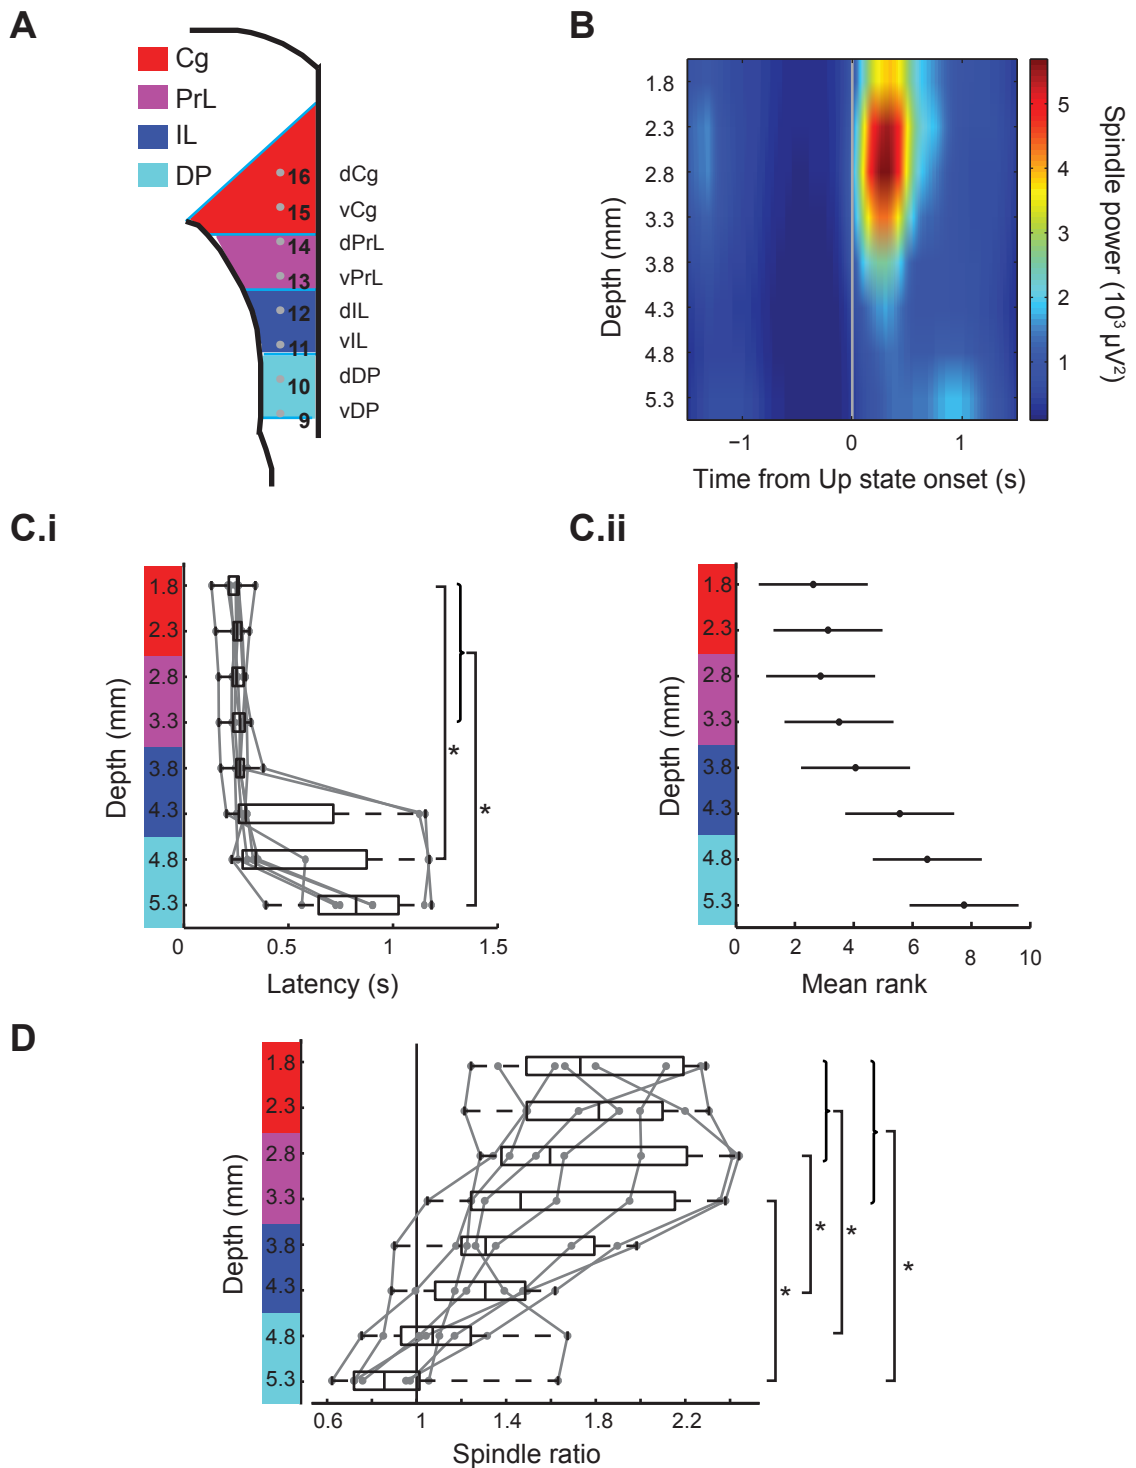 A
Cg
PrL
IL
DP
16 dCg
15 vCg
14 dPrL
13 vPrL
12 dIL
11 vIL
10 dDP
9 vDP
B
Depth (mm)
1.8
2.3
2.8
3.3
3.8
4.3
4.8
5.3
−1 0 1
Time from Up state onset (s)
5
4
3
2
1
Spindle power (10³ µV²)
C.i
Depth (mm)
1.8
2.3
2.8
3.3
3.8
4.3
4.8
5.3
*
*
0 0.5 1 1.5
Latency (s)
C.ii
Depth (mm)
1.8
2.3
2.8
3.3
3.8
4.3
4.8
5.3
0 2 4 6 8 10
Mean rank
D
Depth (mm)
1.8
2.3
2.8
3.3
3.8
4.3
4.8
5.3
*
*
*
*
0.6 1 1.4 1.8 2.2
Spindle ratio